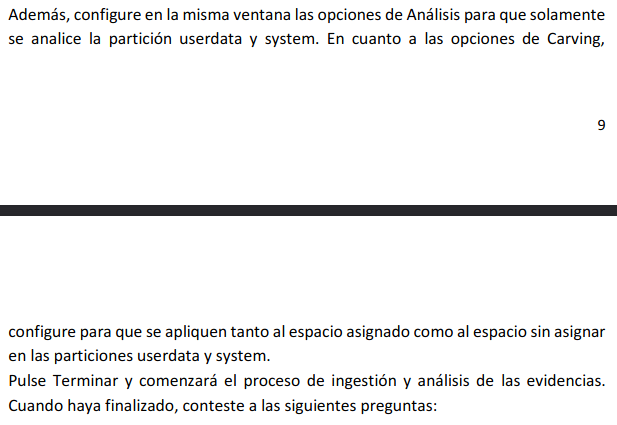 Además, configure en la misma ventana las opciones de Análisis para que solamente
se analice la partición userdata y system. En cuanto a las opciones de Carving,
9
configure para que se apliquen tanto al espacio asignado como al espacio sin asignar
en las particiones userdata y system.
Pulse Terminar y comenzará el proceso de ingestión y análisis de las evidencias.
Cuando haya finalizado, conteste a las siguientes preguntas: